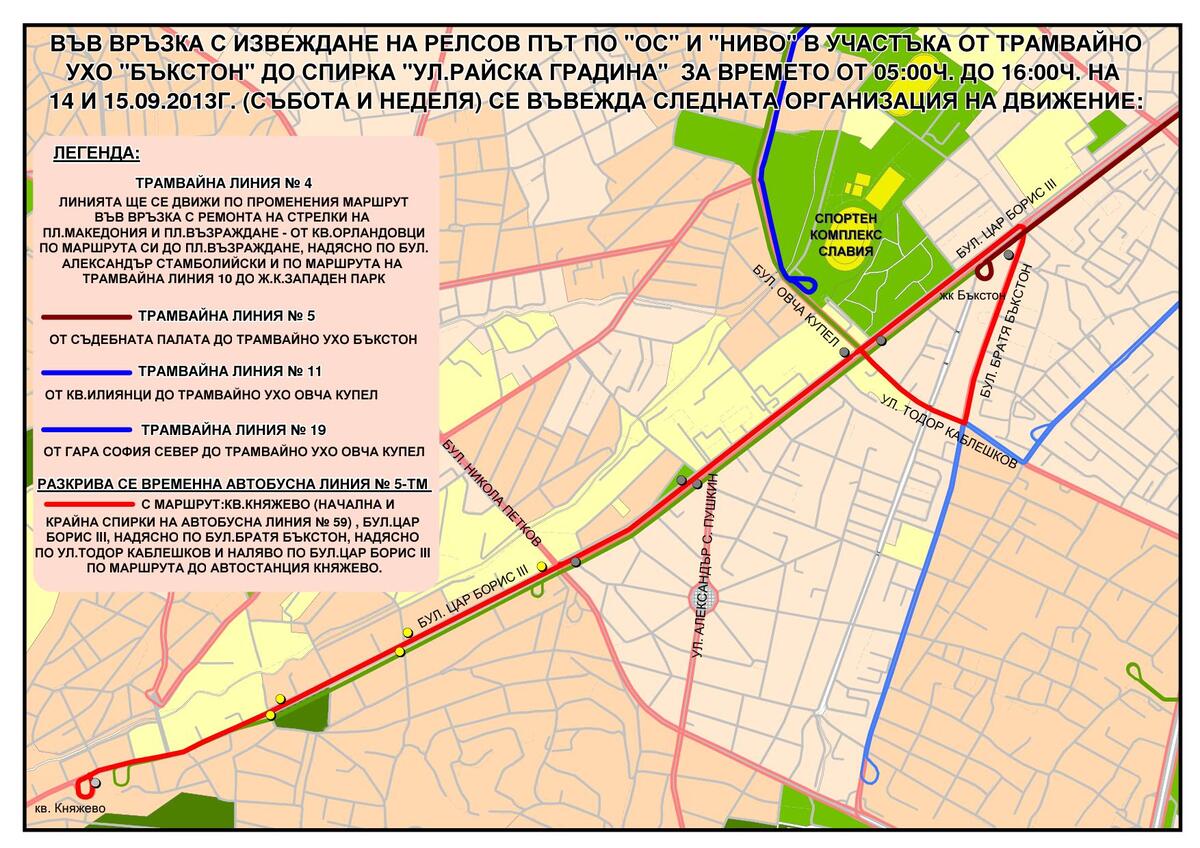 ВЪВ ВРЪЗКА С ИЗВЕЖДАНЕ НА РЕЛСОВ ПЪТ ПО "ОС" И "НИВО" В УЧАСТЪКА ОТ ТРАМВАЙНО
УХО "БЪКСТОН" ДО СПИРКА "УЛ.РАЙСКА ГРАДИНА" ЗА ВРЕМЕТО ОТ 05:00Ч. ДО 16:00Ч. НА
14 И 15.09.2013Г. (СЪБОТА И НЕДЕЛЯ) СЕ ВЪВЕЖДА СЛЕДНАТА ОРГАНИЗАЦИЯ НА ДВИЖЕНИЕ:
ЛЕГЕНДА:
ТРАМВАЙНА ЛИНИЯ № 4
ЛИНИЯТА ЩЕ СЕ ДВИЖИ ПО ПРОМЕНЕНИЯ МАРШРУТ
ВЪВ ВРЪЗКА С РЕМОНТА НА СТРЕЛКИ НА
ПЛ.МАКЕДОНИЯ И ПЛ.ВЪЗРАЖДАНЕ - ОТ КВ.ОРЛАНДОВЦИ
ПО МАРШРУТА СИ ДО ПЛ.ВЪЗРАЖДАНЕ, НАДЯСНО ПО БУЛ.
АЛЕКСАНДЪР СТАМБОЛИЙСКИ И ПО МАРШРУТА НА
ТРАМВАЙНА ЛИНИЯ 10 ДО Ж.К.ЗАПАДЕН ПАРК
ТРАМВАЙНА ЛИНИЯ № 5
ОТ СЪДЕБНАТА ПАЛАТА ДО ТРАМВАЙНО УХО БЪКСТОН
ТРАМВАЙНА ЛИНИЯ № 11
ОТ КВ.ИЛИЯНЦИ ДО ТРАМВАЙНО УХО ОВЧА КУПЕЛ
ТРАМВАЙНА ЛИНИЯ № 19
ОТ ГАРА СОФИЯ СЕВЕР ДО ТРАМВАЙНО УХО ОВЧА КУПЕЛ
РАЗКРИВА СЕ ВРЕМЕННА АВТОБУСНА ЛИНИЯ № 5-ТМ
С МАРШРУТ:КВ.КНЯЖЕВО (НАЧАЛНА И
КРАЙНА СПИРКИ НА АВТОБУСНА ЛИНИЯ № 59) , БУЛ.ЦАР
БОРИС III, НАДЯСНО ПО БУЛ.БРАТЯ БЪКСТОН, НАДЯСНО
ПО УЛ.ТОДОР КАБЛЕШКОВ И НАЛЯВО ПО БУЛ.ЦАР БОРИС III
ПО МАРШРУТА ДО АВТОСТАНЦИЯ КНЯЖЕВО.
СПОРТЕН
КОМПЛЕКС
СЛАВИЯ
БУЛ. ЦАР БОРИС III
БУЛ. ОВЧА КУПЕЛ
жк Бъкстон
БУЛ. БРАТЯ БЪКСТОН
УЛ. ТОДОР КАБЛЕШКОВ
БУЛ. НИКОЛА ПЕТКОВ
УЛ. АЛЕКСАНДЪР С. ПУШКИН
БУЛ. ЦАР БОРИС III
кв. Княжево